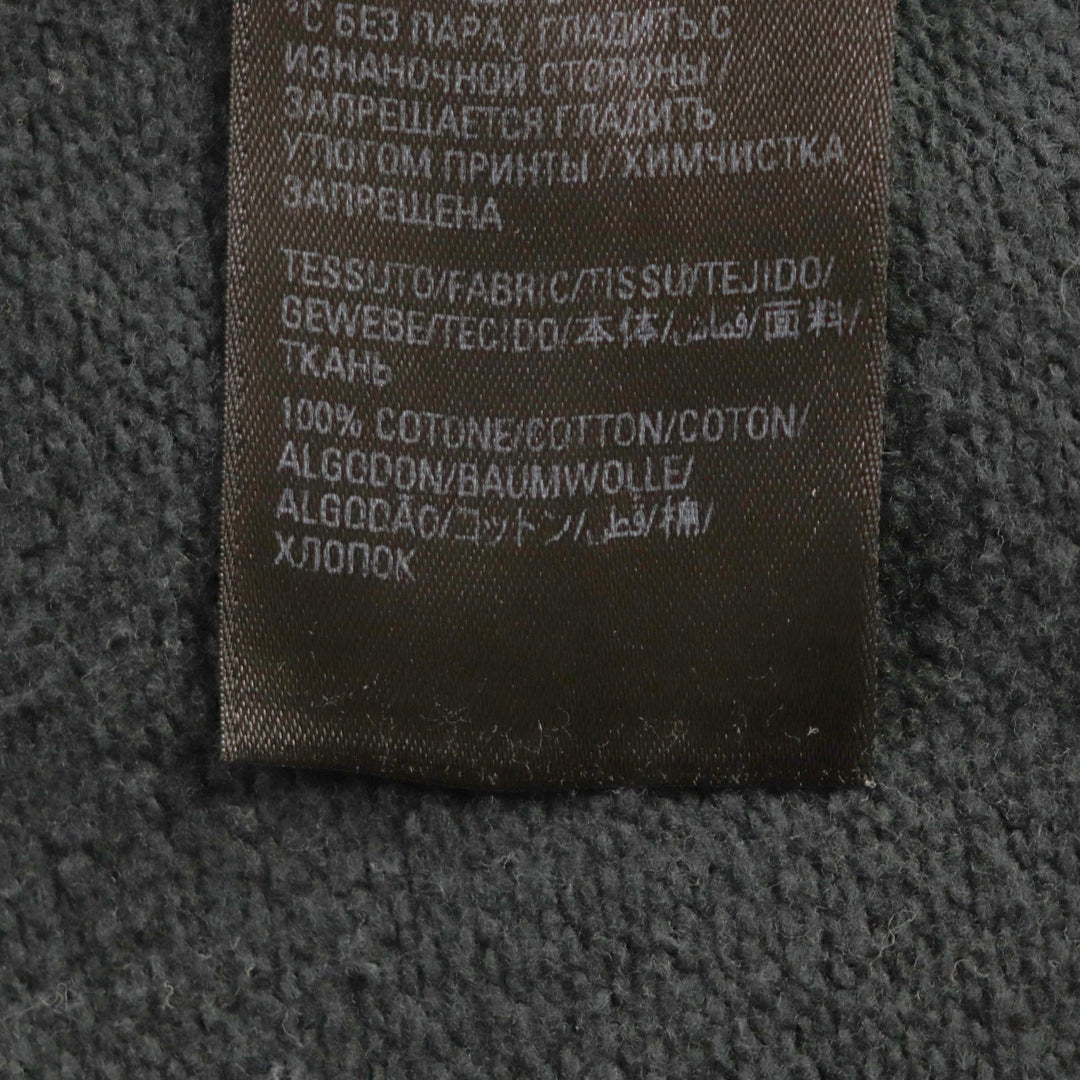 °С БЕЗ ПАРА / ГЛАДИТЬ С
ИЗНАНОЧНОЙ СТОРОНЫ /
ЗАПРЕЩАЕТСЯ ГЛАДИТЬ
УТЮГОМ ПРИНТЫ / ХИМЧИСТКА
ЗАПРЕЩЕНА
TESSUTO/FABRIC/TISSU/TEJIDO/
GEWEBE/TECIDO/本体/قماش/面料/
ТКАНЬ
100% COTONE/COTTON/COTON/
ALGODON/BAUMWOLLE/
ALGODÃO/コットン/قطن/棉/
ХЛОПОК